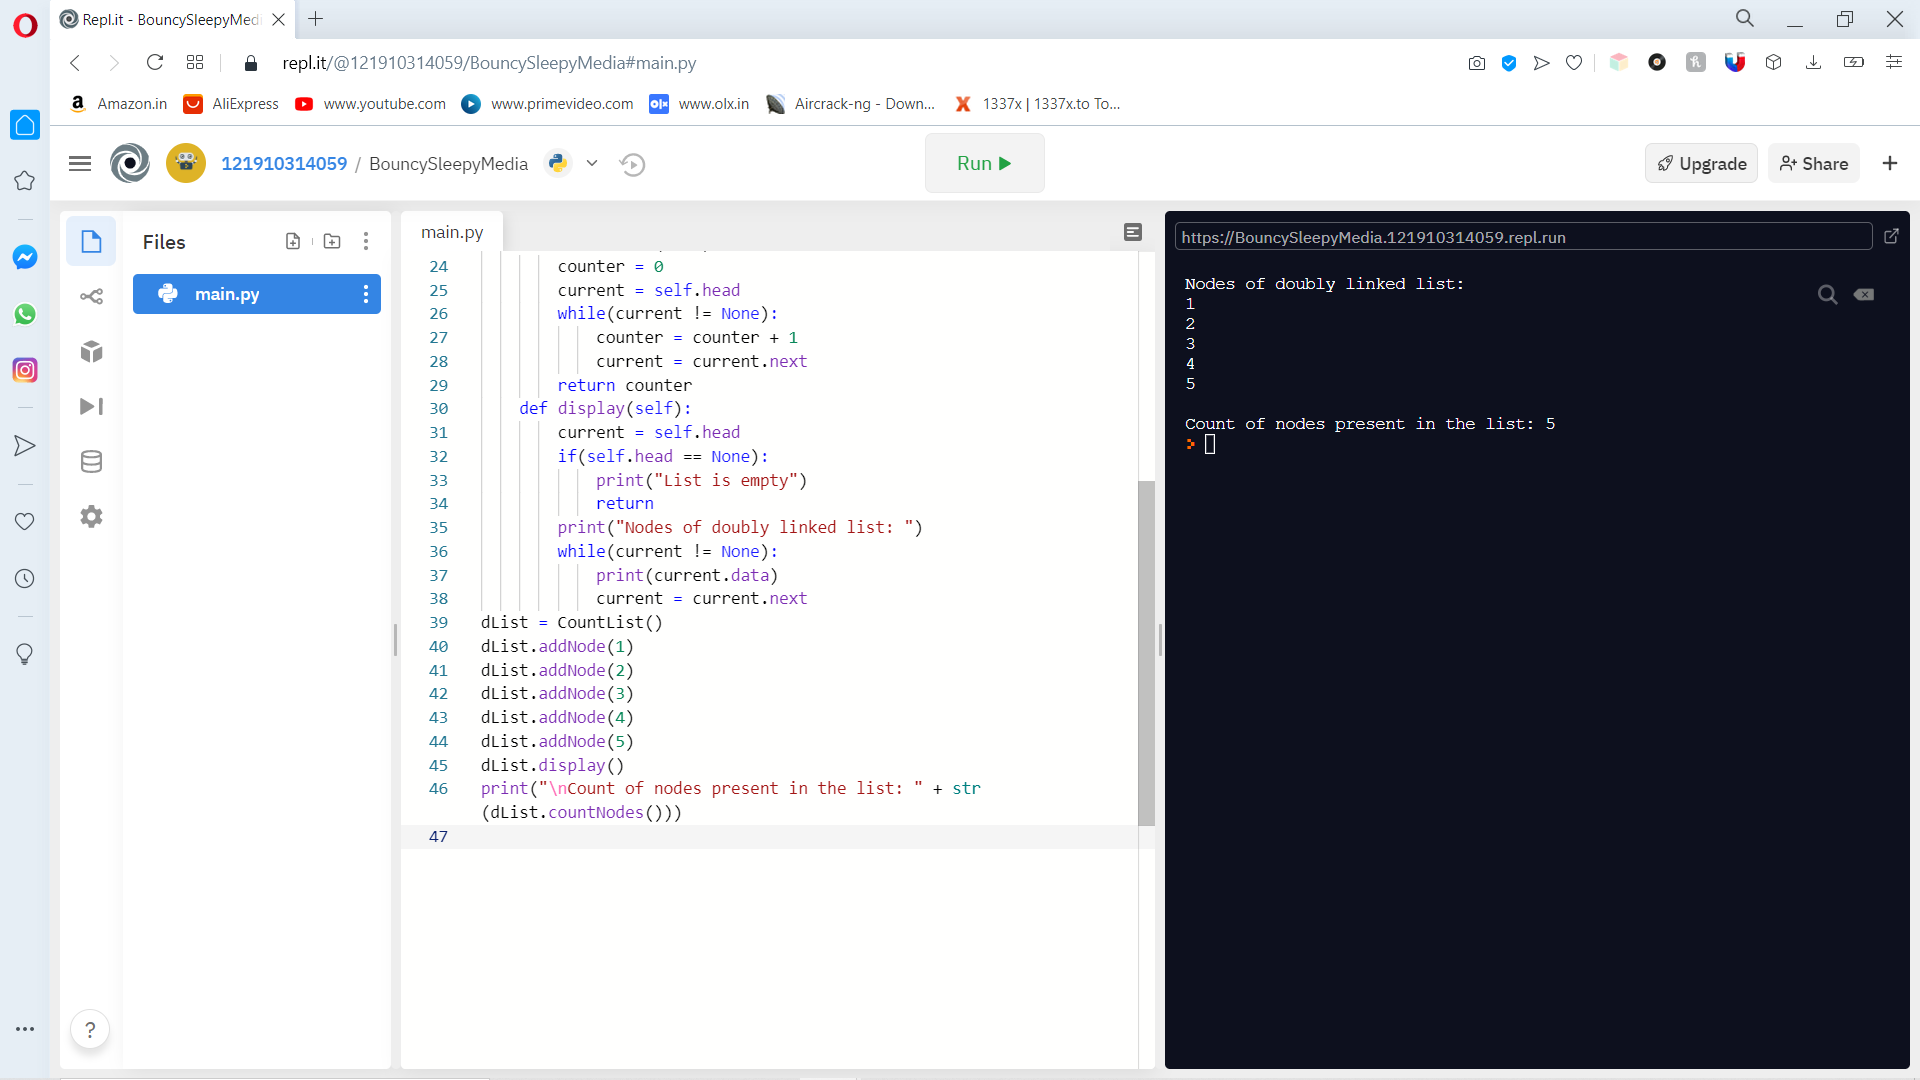 Repl.it - BouncySleepyMedi
repl.it/@121910314059/BouncySleepyMedia#main.py
Amazon.in AliExpress www.youtube.com www.primevideo.com www.olx.in Aircrack-ng - Down... 1337x | 1337x.to To...
121910314059 / BouncySleepyMedia
Run
Upgrade
Share
Files
main.py
main.py
24 counter = 0
25 current = self.head
26 while(current != None):
27 counter = counter + 1
28 current = current.next
29 return counter
30 def display(self):
31 current = self.head
32 if(self.head == None):
33 print("List is empty")
34 return
35 print("Nodes of doubly linked list: ")
36 while(current != None):
37 print(current.data)
38 current = current.next
39 dList = CountList()
40 dList.addNode(1)
41 dList.addNode(2)
42 dList.addNode(3)
43 dList.addNode(4)
44 dList.addNode(5)
45 dList.display()
46 print("\nCount of nodes present in the list: " + str
(dList.countNodes()))
47
https://BouncySleepyMedia.121910314059.repl.run
Nodes of doubly linked list:
1
2
3
4
5
Count of nodes present in the list: 5
>
?